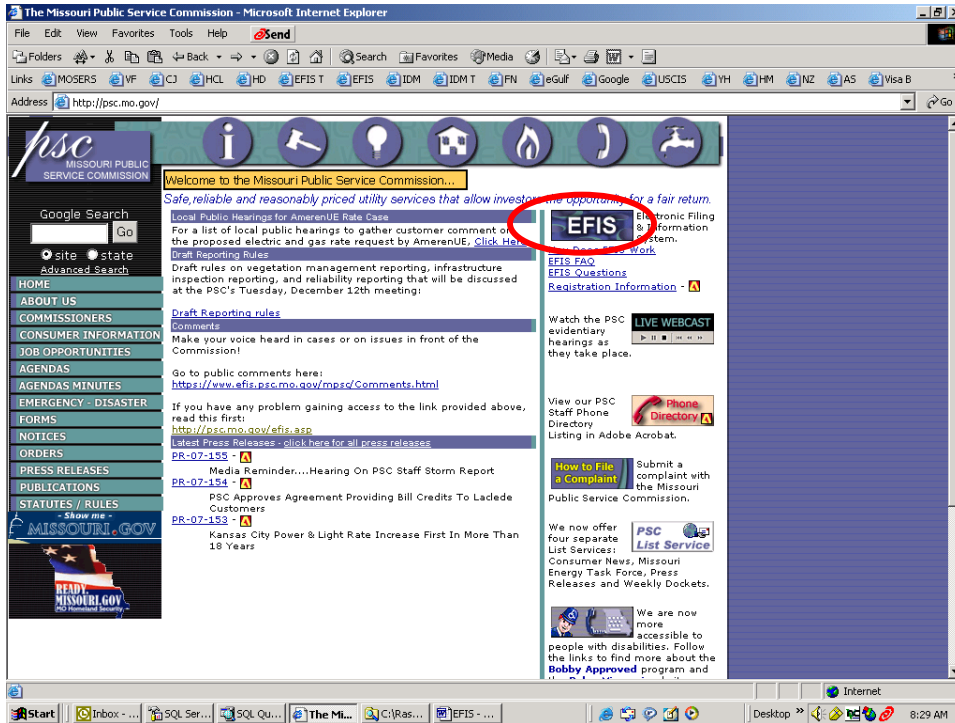 The Missouri Public Service Commission - Microsoft Internet Explorer
File Edit View Favorites Tools Help Send
Folders Back Search Favorites Media
Links MOSERS VF CJ HCL HD EFIS T EFIS IDM IDM T FN eGulf Google USCIS YH HM NZ AS Visa B
Address http://psc.mo.gov/ Go
psc
MISSOURI PUBLIC
SERVICE COMMISSION
Google Search
Go
site state
Advanced Search
HOME
ABOUT US
COMMISSIONERS
CONSUMER INFORMATION
JOB OPPORTUNITIES
AGENDAS
AGENDAS MINUTES
EMERGENCY - DISASTER
FORMS
NOTICES
ORDERS
PRESS RELEASES
PUBLICATIONS
STATUTES / RULES
- Show me -
MISSOURI.GOV
READY.
MISSOURI.GOV
MO Homeland Security
Welcome to the Missouri Public Service Commission...
Safe,reliable and reasonably priced utility services that allow investors the opportunity for a fair return.
Local Public Hearings for AmerenUE Rate Case
For a list of local public hearings to gather customer comment on
the proposed electric and gas rate request by AmerenUE, Click Here
Draft Reporting Rules
Draft rules on vegetation management reporting, infrastructure
inspection reporting, and reliability reporting that will be discussed
at the PSC's Tuesday, December 12th meeting:
Draft Reporting rules
Comments
Make your voice heard in cases or on issues in front of the
Commission!
Go to public comments here:
https://www.efis.psc.mo.gov/mpsc/Comments.html
If you have any problem gaining access to the link provided above,
read this first:
http://psc.mo.gov/efis.asp
Latest Press Releases - click here for all press releases
PR-07-155 -
Media Reminder....Hearing On PSC Staff Storm Report
PR-07-154 -
PSC Approves Agreement Providing Bill Credits To Laclede
Customers
PR-07-153 -
Kansas City Power & Light Rate Increase First In More Than
18 Years
EFIS
Electronic Filing
& Information
System.
How Does EFIS Work
EFIS FAQ
EFIS Questions
Registration Information -
Watch the PSC
evidentiary
hearings as
they take place.
LIVE WEBCAST
View our PSC
Staff Phone
Directory
Listing in Adobe Acrobat.
Phone
Directory
How to File
a Complaint
Submit a
complaint with
the Missouri
Public Service Commission.
We now offer
four separate
List Services:
Consumer News, Missouri
Energy Task Force, Press
Releases and Weekly Dockets.
PSC
List Service
We are now
more
accessible to
people with disabilities. Follow
the links to find more about the
Bobby Approved program and
Internet
Start Inbox - ... SQL Ser... SQL Qu... The Mi... C:\Ras... EFIS - ... Desktop 8:29 AM